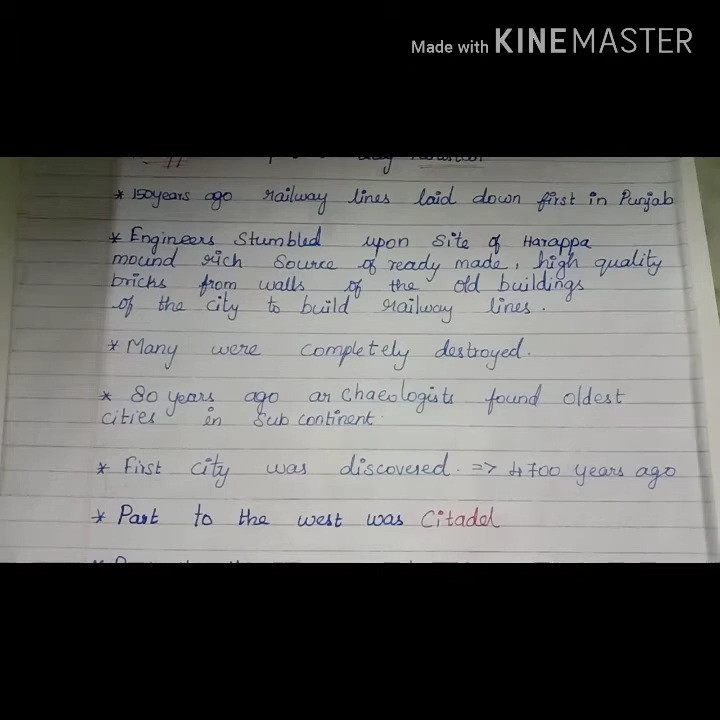 Made with KINEMASTER
* 150years ago railway lines laid down first in Punjab
* Engineers Stumbled upon site of Harappa
mound rich source of ready made, high quality
bricks from walls of the old buildings
of the city to build railway lines.
* Many were completely destroyed.
* 80 years ago archaeologists found oldest
cities in Sub continent.
* First city was discovered. => 4700 years ago
* Part to the west was Citadel